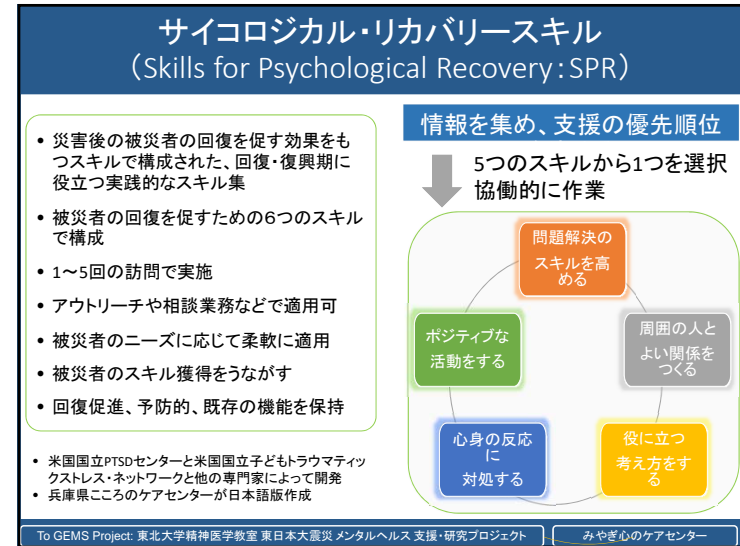 サイコロジカル・リカバリースキル
（Skills for Psychological Recovery：SPR）
• 災害後の被災者の回復を促す効果をも
つスキルで構成された、回復・復興期に
役立つ実践的なスキル集
• 被災者の回復を促すための６つのスキル
で構成
• 1～5回の訪問で実施
• アウトリーチや相談業務などで適用可
• 被災者のニーズに応じて柔軟に適用
• 被災者のスキル獲得をうながす
• 回復促進、予防的、既存の機能を保持
• 米国国立PTSDセンターと米国国立子どもトラウマティッ
クストレス・ネットワークと他の専門家によって開発
• 兵庫県こころのケアセンターが日本語版作成
情報を集め、支援の優先順位
5つのスキルから1つを選択
協働的に作業
問題解決の
スキルを高
める
周囲の人と
よい関係を
つくる
役に立つ
考え方をす
る
心身の反応
に
対処する
ポジティブな
活動をする
To GEMS Project: 東北大学精神医学教室 東日本大震災 メンタルヘルス 支援・研究プロジェクト
みやぎ心のケアセンター